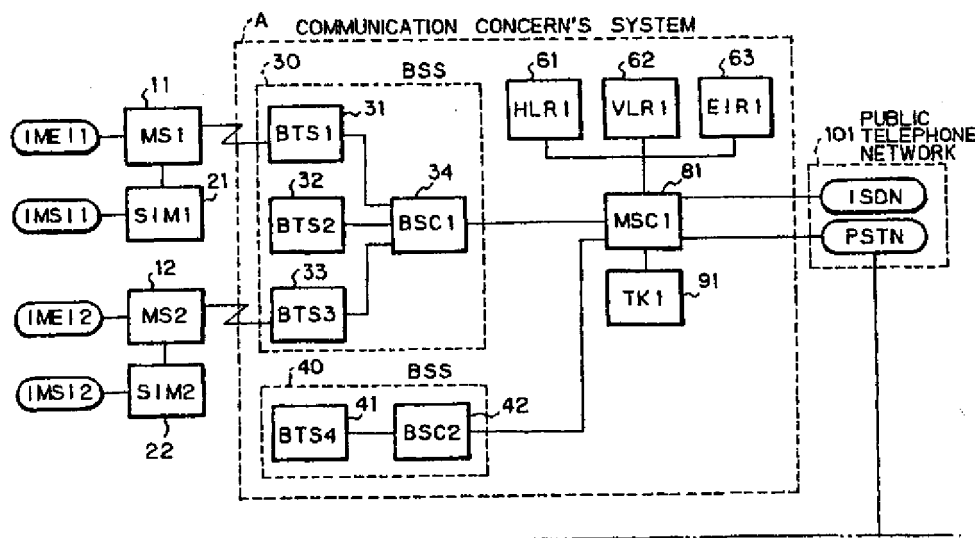 A
COMMUNICATION CONCERN'S SYSTEM
30
BSS
61
62
63
11
31
HLR1
VLR1
EIR1
PUBLIC
TELEPHONE
NETWORK
101
IMEI1
MS1
BTS1
34
81
21
32
ISDN
IMSI1
SIM1
BTS2
BSC1
MSC1
PSTN
12
33
91
IMEI2
MS2
BTS3
TK1
40
BSS
IMSI2
SIM2
41
42
22
BTS4
BSC2